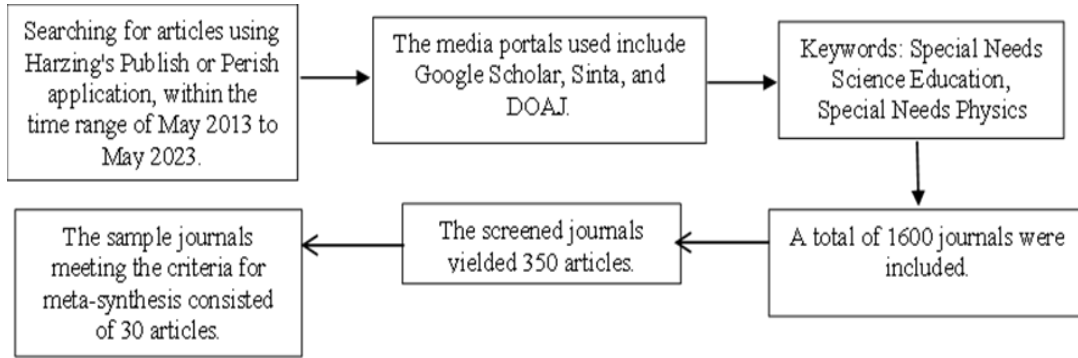 Searching for articles using
Harzing's Publish or Perish
application, within the
time range of May 2013 to
May 2023.
The media portals used include
Google Scholar, Sinta, and
DOAJ.
Keywords: Special Needs
Science Education,
Special Needs Physics
A total of 1600 journals were
included.
The screened journals
yielded 350 articles.
The sample journals
meeting the criteria for
meta-synthesis consisted
of 30 articles.